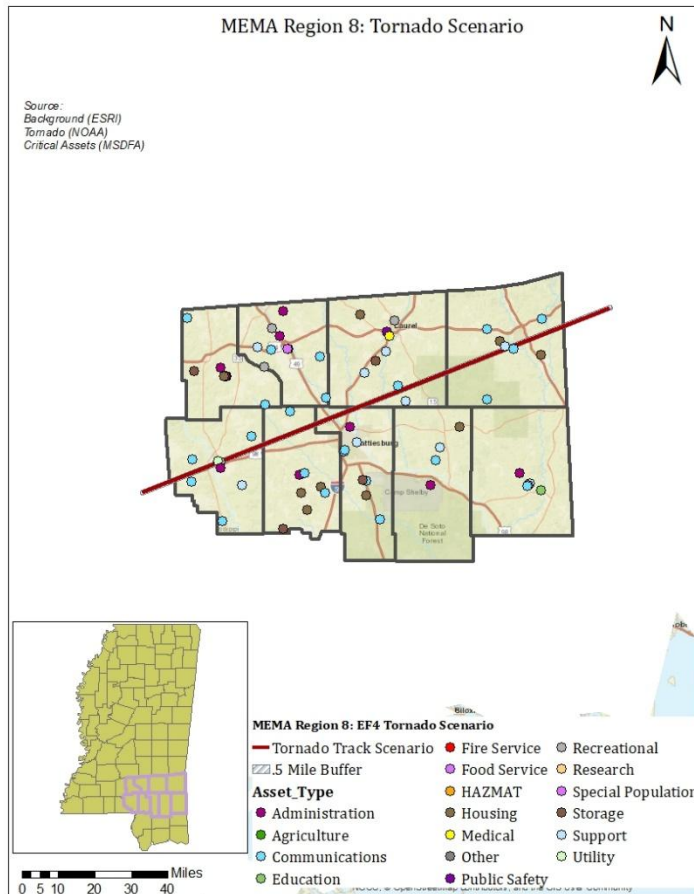 MEMA Region 8: Tornado Scenario
N
Source:
Background (ESRI)
Tornado (NOAA)
Critical Assets (MSDFA)
Laurel
Camp Shelby
De Soto
National
Forest
MEMA Region 8: EF4 Tornado Scenario
Tornado Track Scenario
.5 Mile Buffer
Asset_Type
Administration
Agriculture
Communications
Education
Fire Service
Food Service
HAZMAT
Housing
Medical
Other
Public Safety
Recreational
Research
Special Population
Storage
Support
Utility
Miles
0 5 10 20 30 40